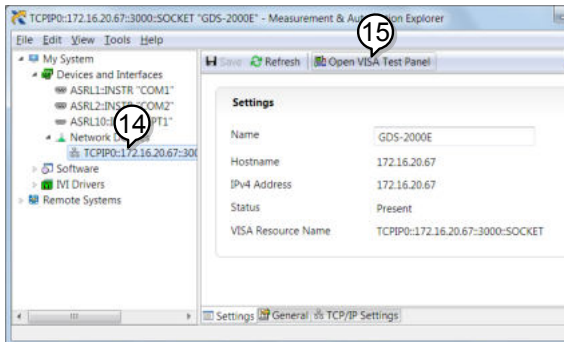 TCPIP0::172.16.20.67::3000::SOCKET "GDS-2000E" - Measurement & Automation Explorer
File Edit View Tools Help
15
My System
Devices and Interfaces
ASRL1::INSTR "COM1"
ASRL2::INSTR "COM2"
14
Network
TCPIP0::172.16.20.67::300
Software
IVI Drivers
Remote Systems
Save Refresh Open VISA Test Panel
Settings
Name GDS-2000E
Hostname 172.16.20.67
IPv4 Address 172.16.20.67
Status Present
VISA Resource Name TCPIP0::172.16.20.67::3000::SOCKET
Settings General TCP/IP Settings